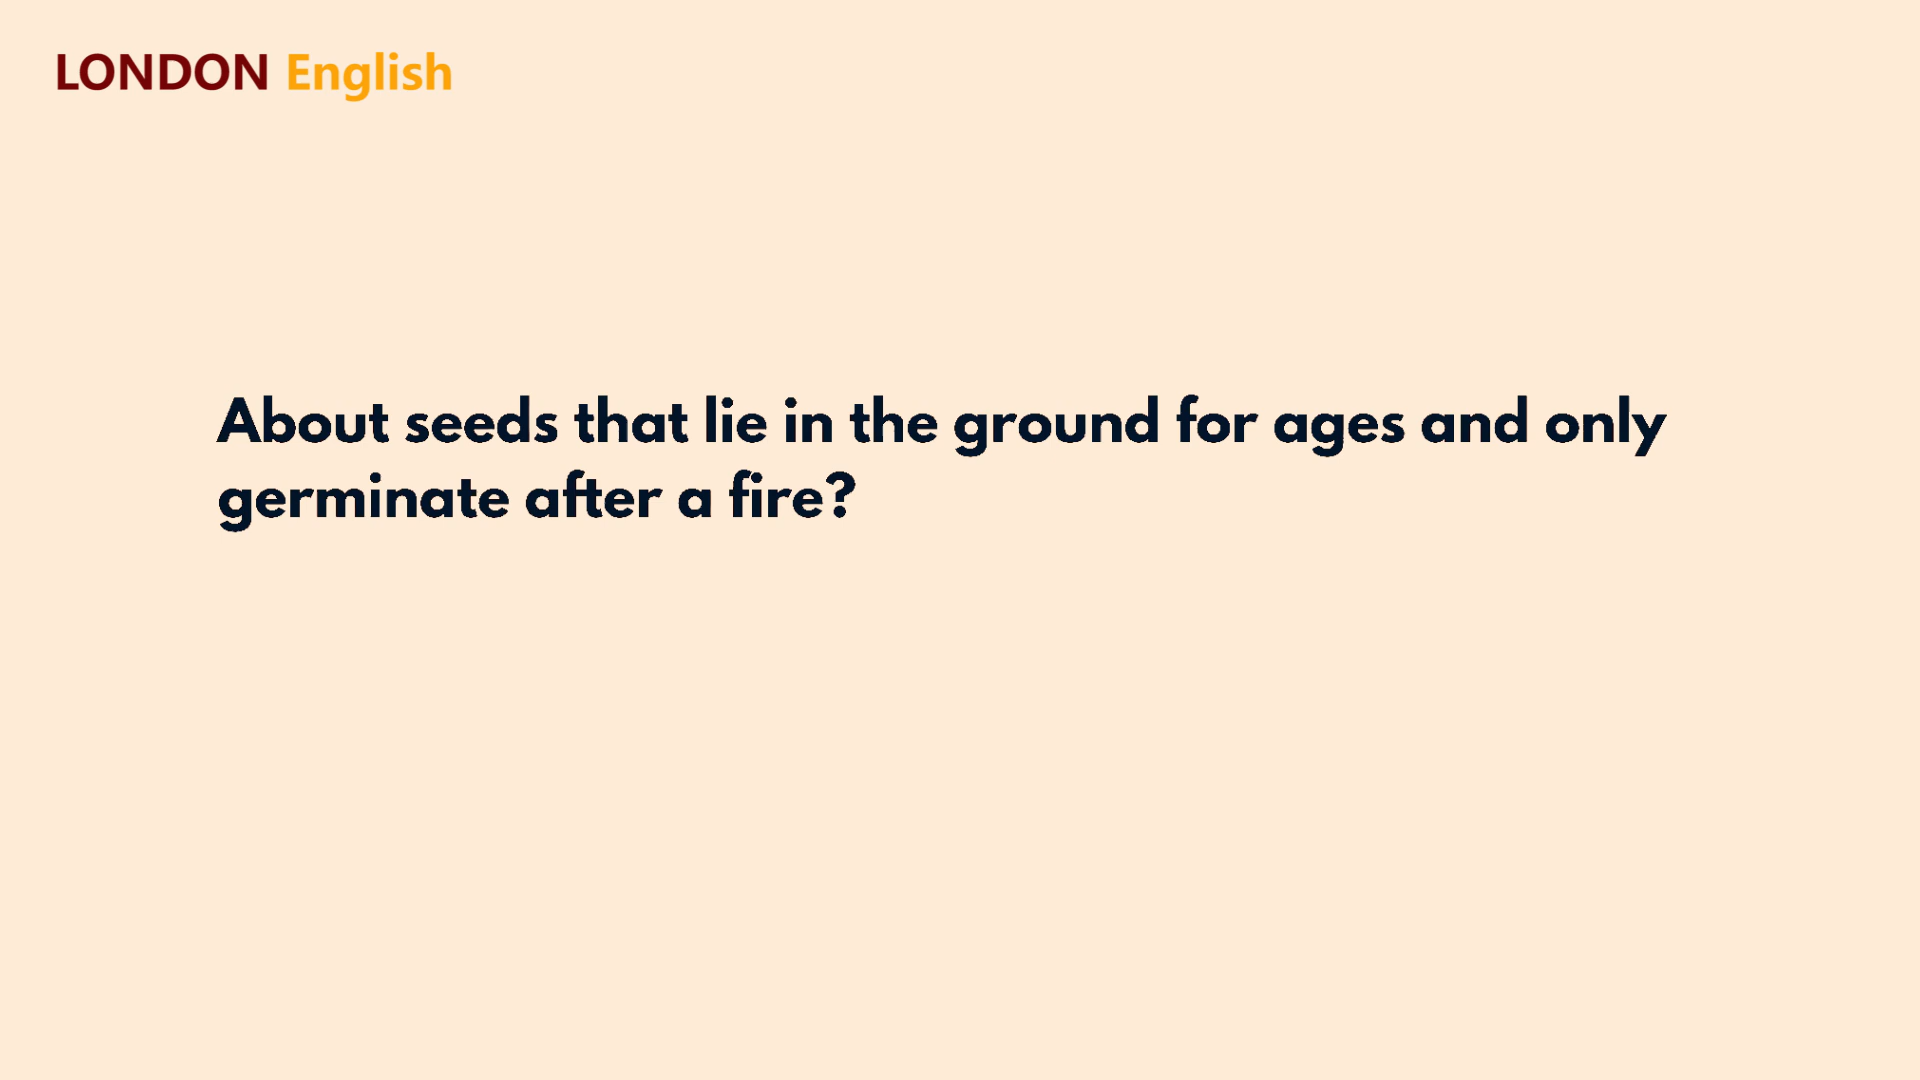 LONDON English
About seeds that lie in the ground for ages and only
germinate after a fire?